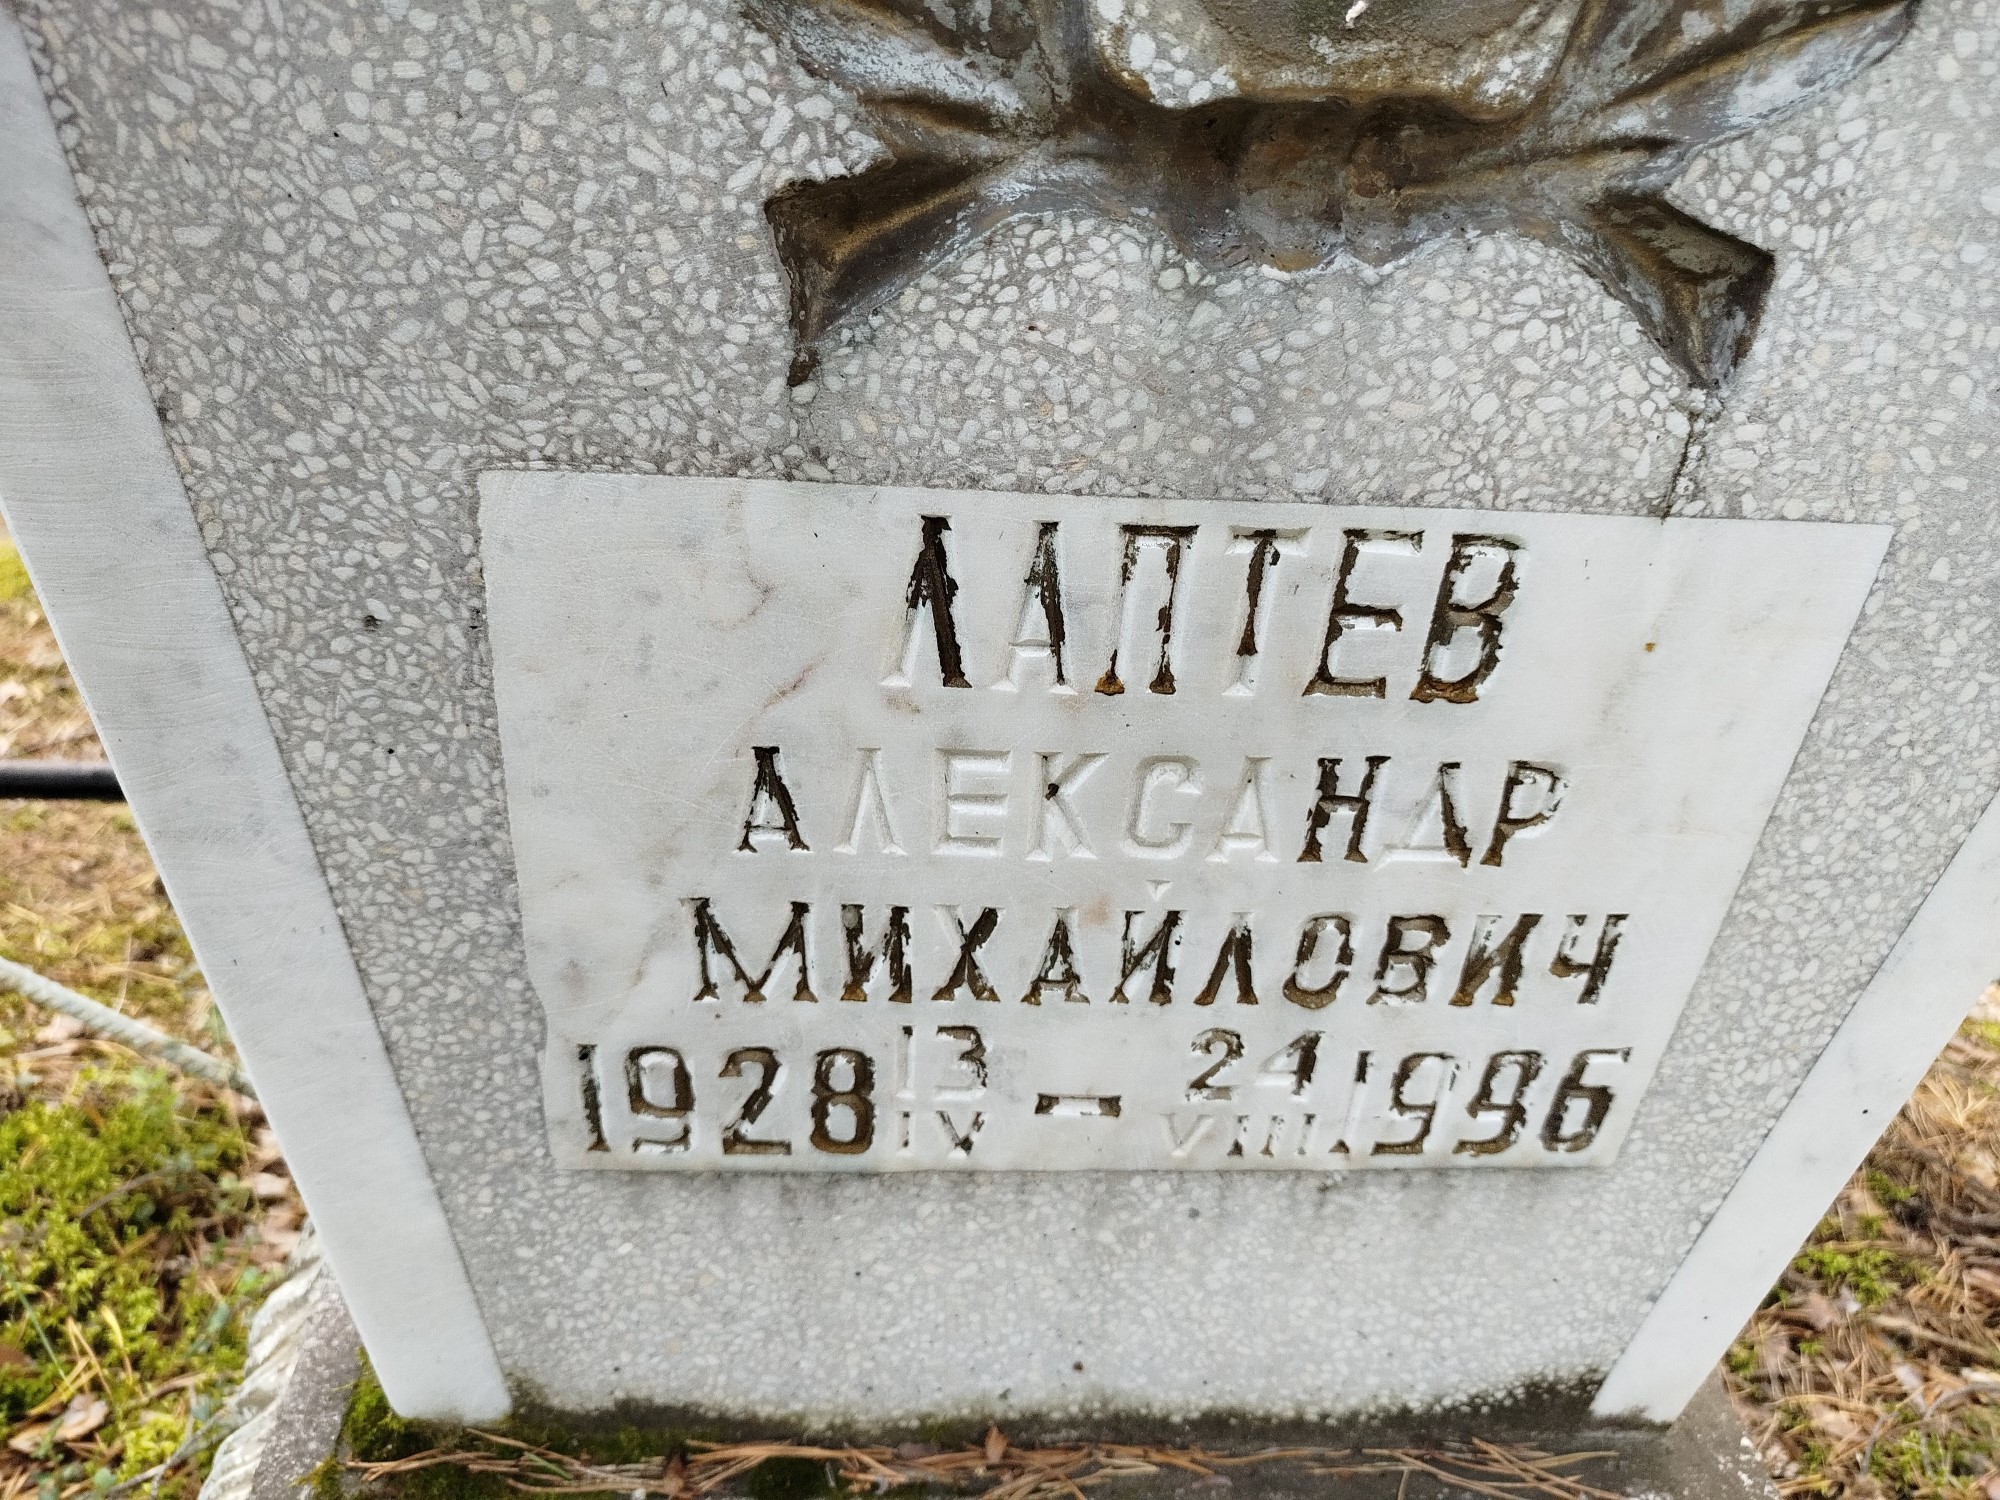 ЛАПТЕВ
АЛЕКСАНДР
МИХАЙЛОВИЧ
1928 13/IV – 24/VIII 1996